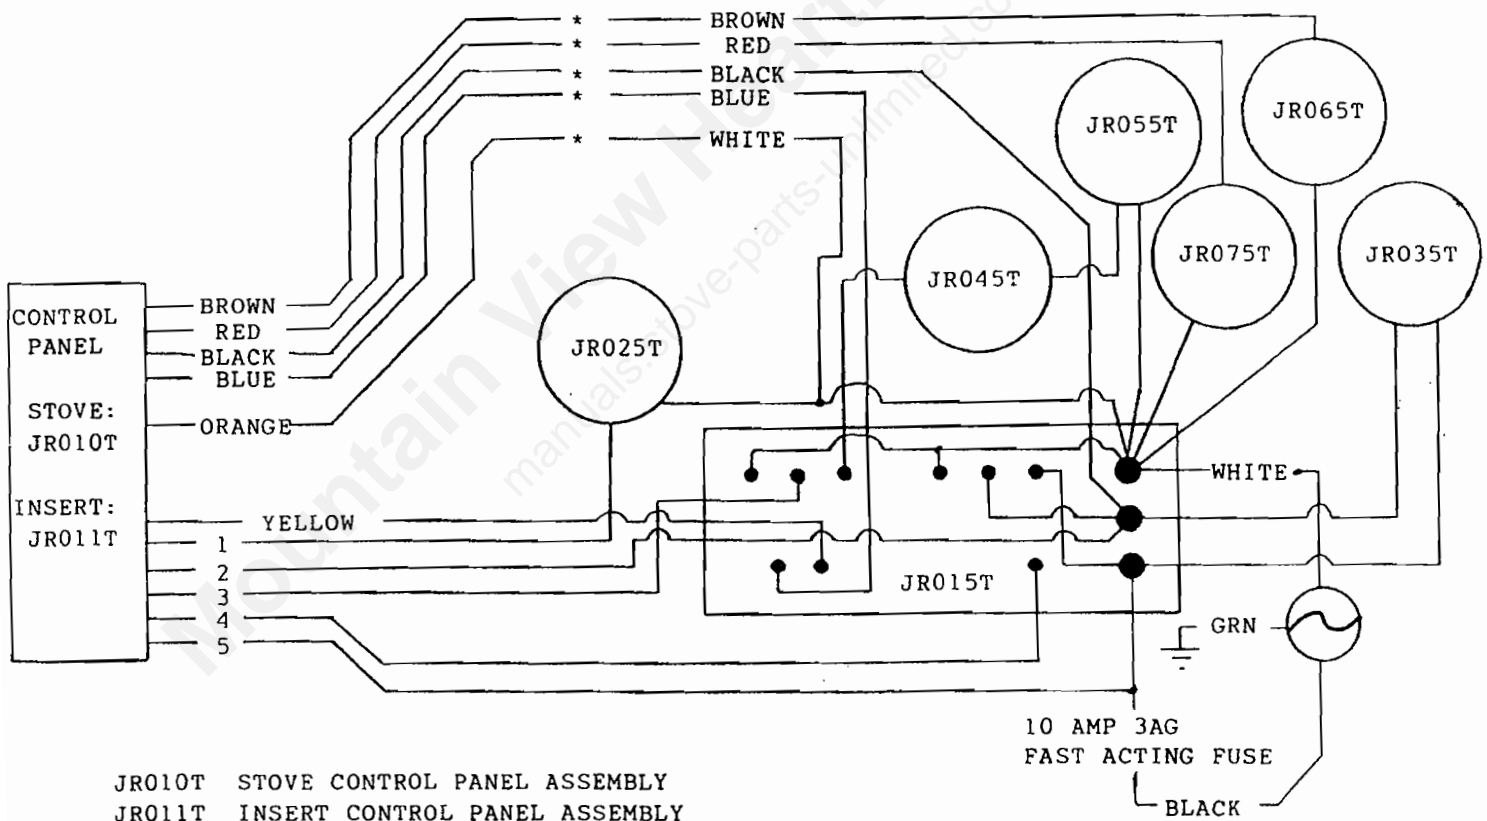 * BROWN
* RED
* BLACK
* BLUE
* WHITE
JR055T
JR065T
JR045T
JR075T
JR035T
JR025T
CONTROL
PANEL
STOVE:
JR010T
INSERT:
JR011T
BROWN
RED
BLACK
BLUE
ORANGE
YELLOW
1
2
3
4
5
WHITE
JR015T
GRN
10 AMP 3AG
FAST ACTING FUSE
BLACK
JR010T STOVE CONTROL PANEL ASSEMBLY
JR011T INSERT CONTROL PANEL ASSEMBLY
Mountain View Hearth
manuals.stove-parts-unlimited.co